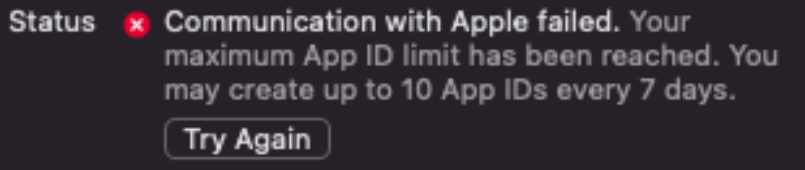 Status Communication with Apple failed. Your
maximum App ID limit has been reached. You
may create up to 10 App IDs every 7 days.
Try Again